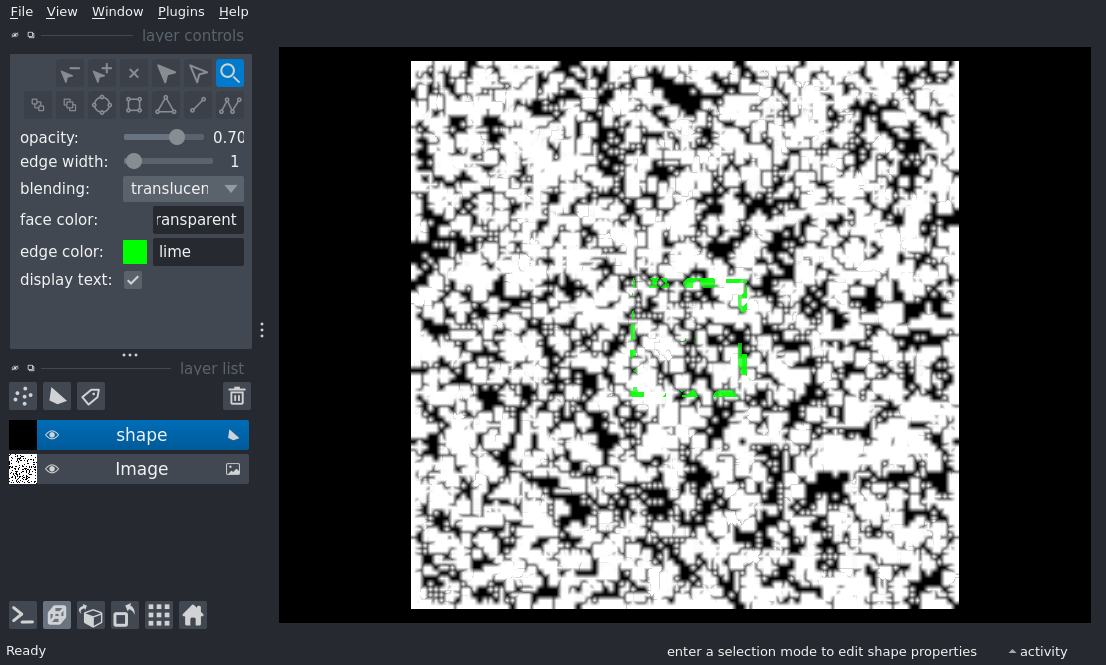 File View Window Plugins Help
layer controls
opacity: 0.70
edge width: 1
blending: translucen
face color: ransparent
edge color: lime
display text:
layer list
shape
Image
Ready
enter a selection mode to edit shape properties
activity